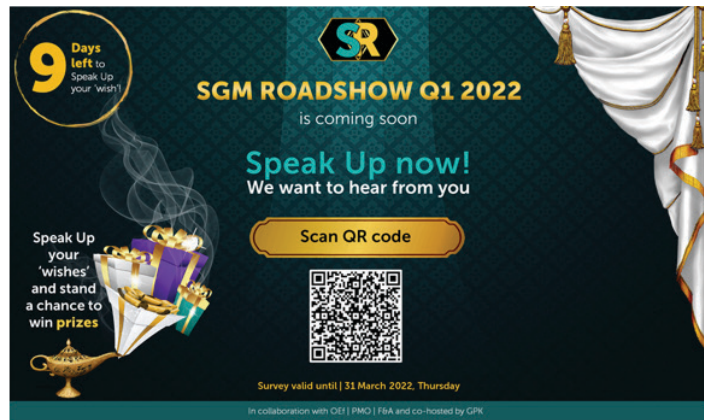 9
Days
left to
Speak Up
your 'wish'!
SR
SGM ROADSHOW Q1 2022
is coming soon
Speak Up now!
We want to hear from you
Scan QR code
Speak Up
your
'wishes'
and stand
a chance to
win prizes
Survey valid until | 31 March 2022, Thursday
In collaboration with OE! | PMO | F&A and co-hosted by GPK